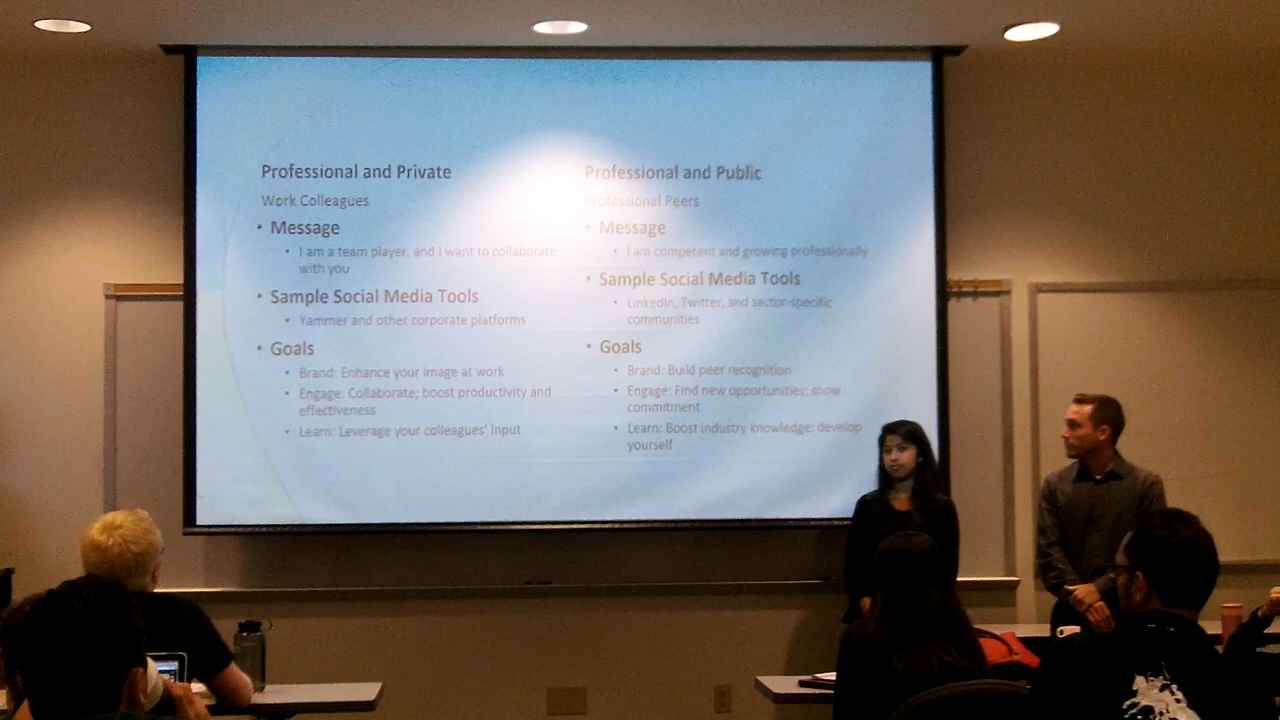 Professional and Private
Work Colleagues
• Message
• I am a team player, and I want to collaborate
with you
• Sample Social Media Tools
• Yammer and other corporate platforms
• Goals
• Brand: Enhance your image at work
• Engage: Collaborate; boost productivity and
effectiveness
• Learn: Leverage your colleagues' input
Professional and Public
Professional Peers
• Message
• I am competent and growing professionally
• Sample Social Media Tools
• LinkedIn, Twitter, and sector-specific
communities
• Goals
• Brand: Build peer recognition
• Engage: Find new opportunities; show
commitment
• Learn: Boost industry knowledge; develop
yourself